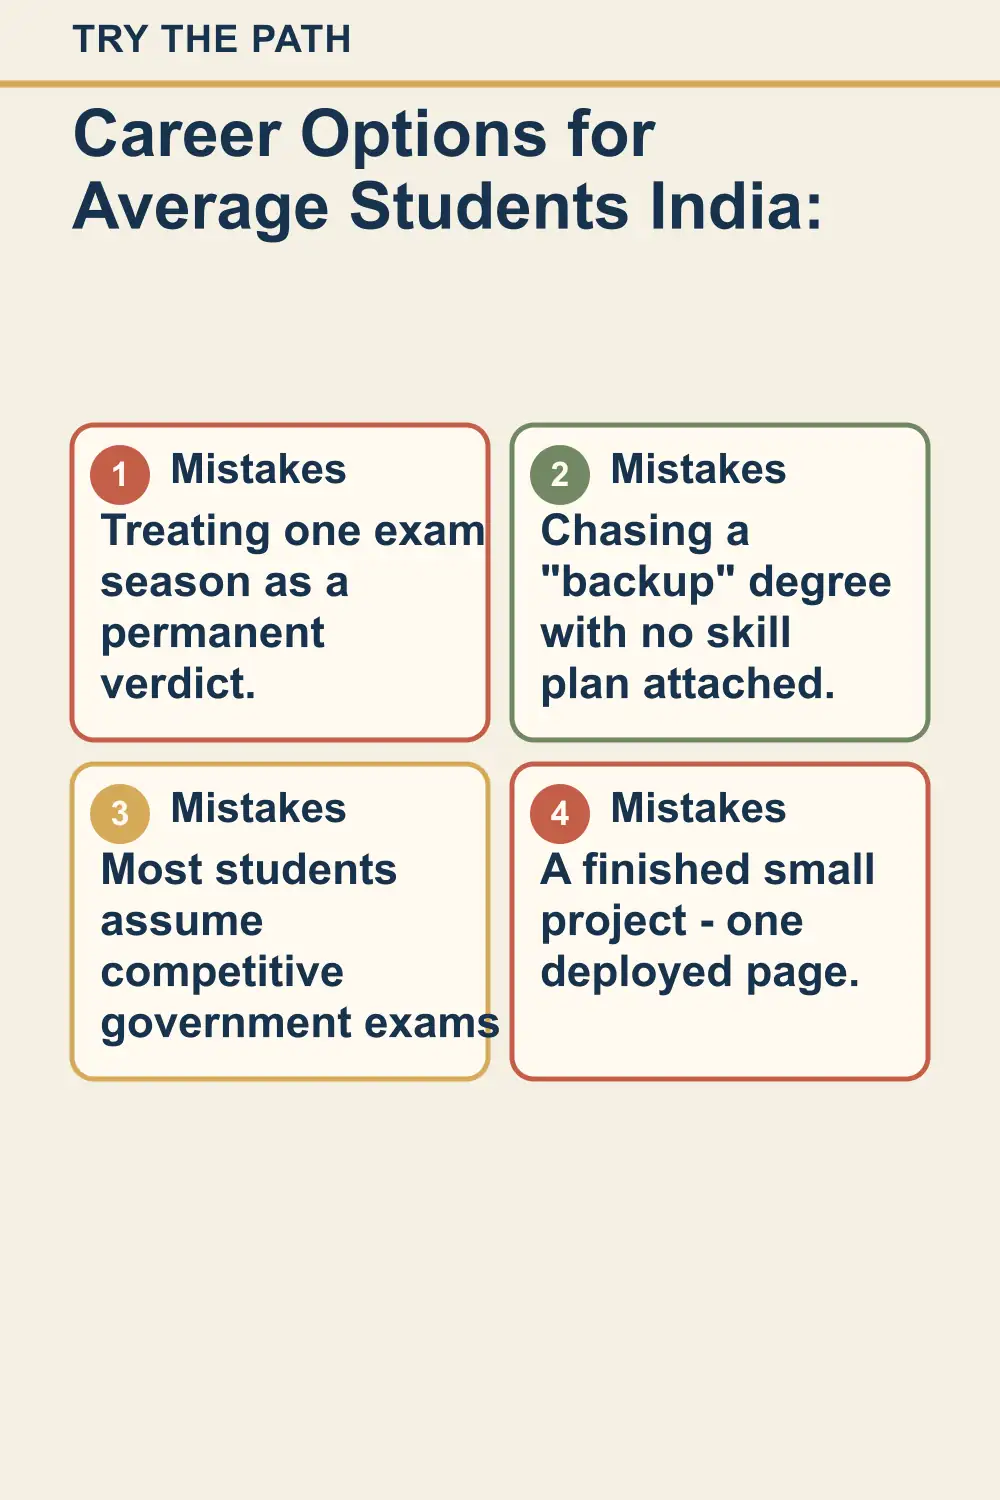 TRY THE PATH
Career Options for
Average Students India:
1 Mistakes
Treating one exam
season as a
permanent
verdict.
2 Mistakes
Chasing a
"backup" degree
with no skill
plan attached.
3 Mistakes
Most students
assume
competitive
government exams
4 Mistakes
A finished small
project - one
deployed page.